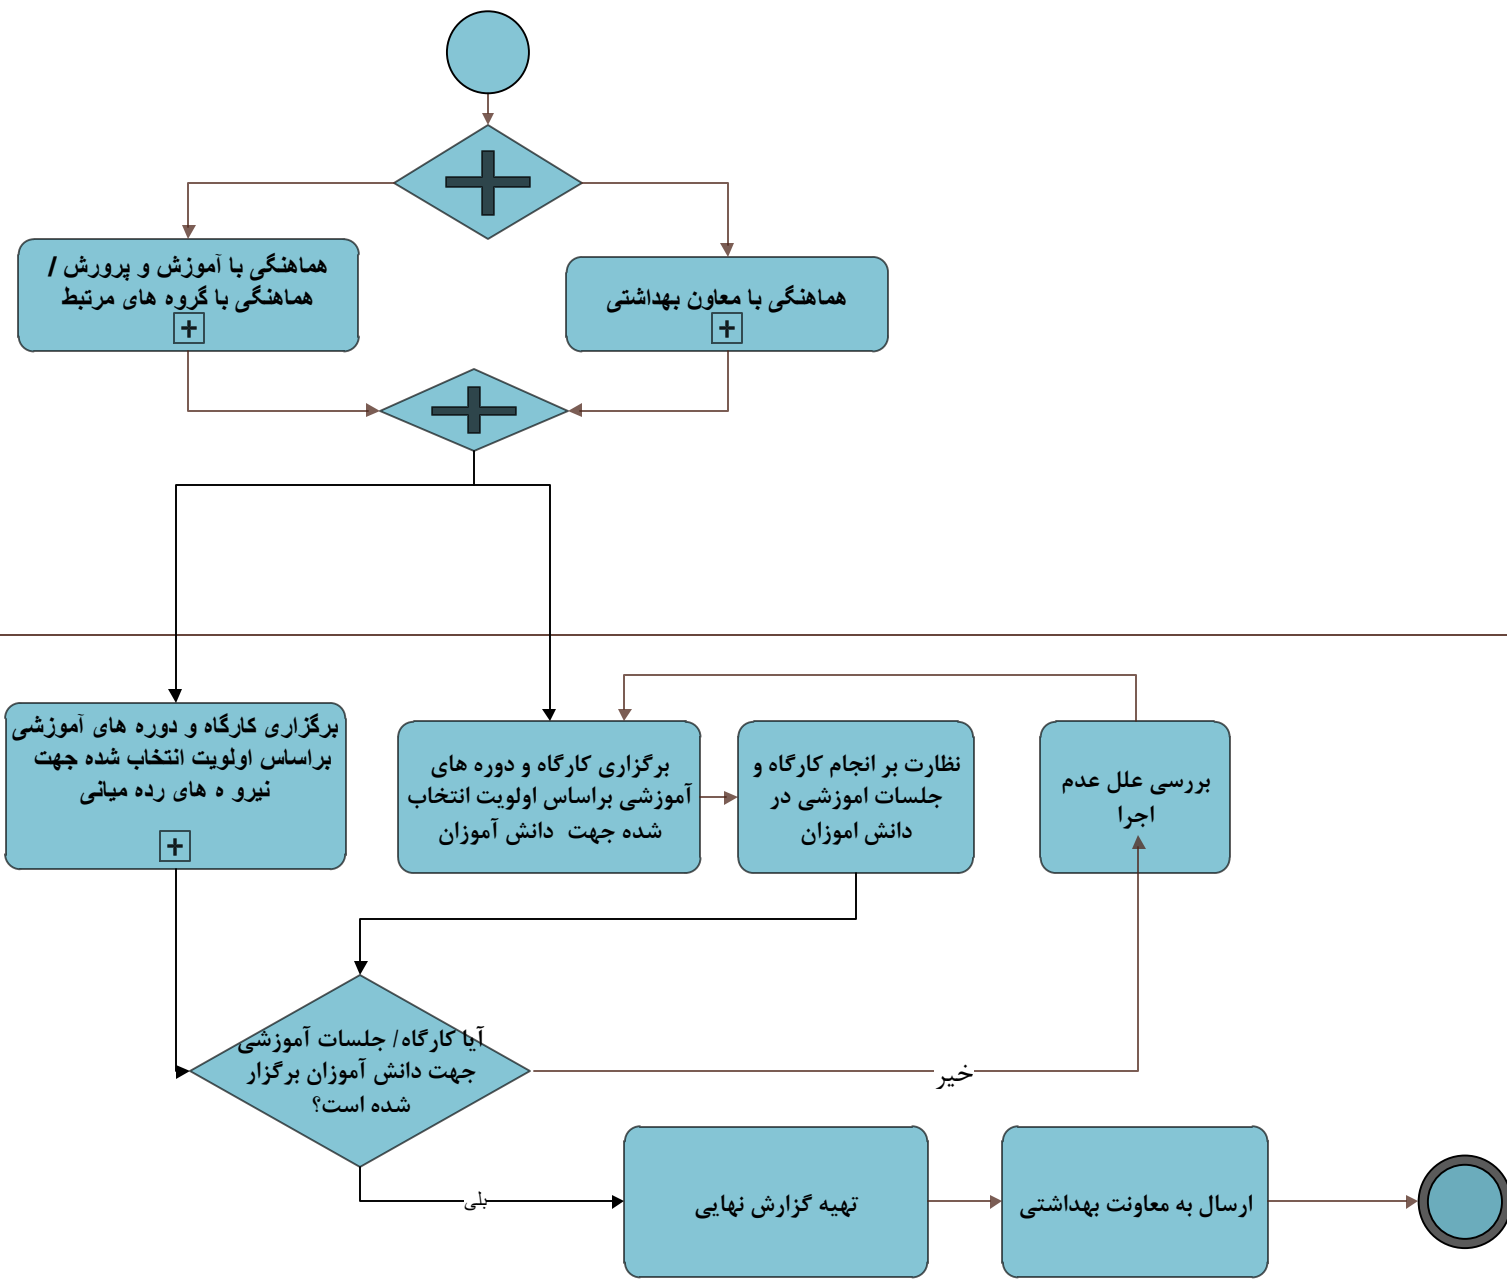 هماهنگی با آموزش و پرورش /
هماهنگی با گروه های مرتبط
هماهنگی با معاون بهداشتی
برگزاری کارگاه و دوره های آموزشی
براساس اولویت انتخاب شده جهت
نیرو ه های رده میانی
برگزاری کارگاه و دوره های
آموزشی براساس اولویت انتخاب
شده جهت دانش آموزان
نظارت بر انجام کارگاه و
جلسات اموزشی در
دانش اموزان
بررسی علل عدم
اجرا
آیا کارگاه/ جلسات آموزشی
جهت دانش آموزان برگزار
شده است؟
خیر
بلی
تهیه گزارش نهایی
ارسال به معاونت بهداشتی